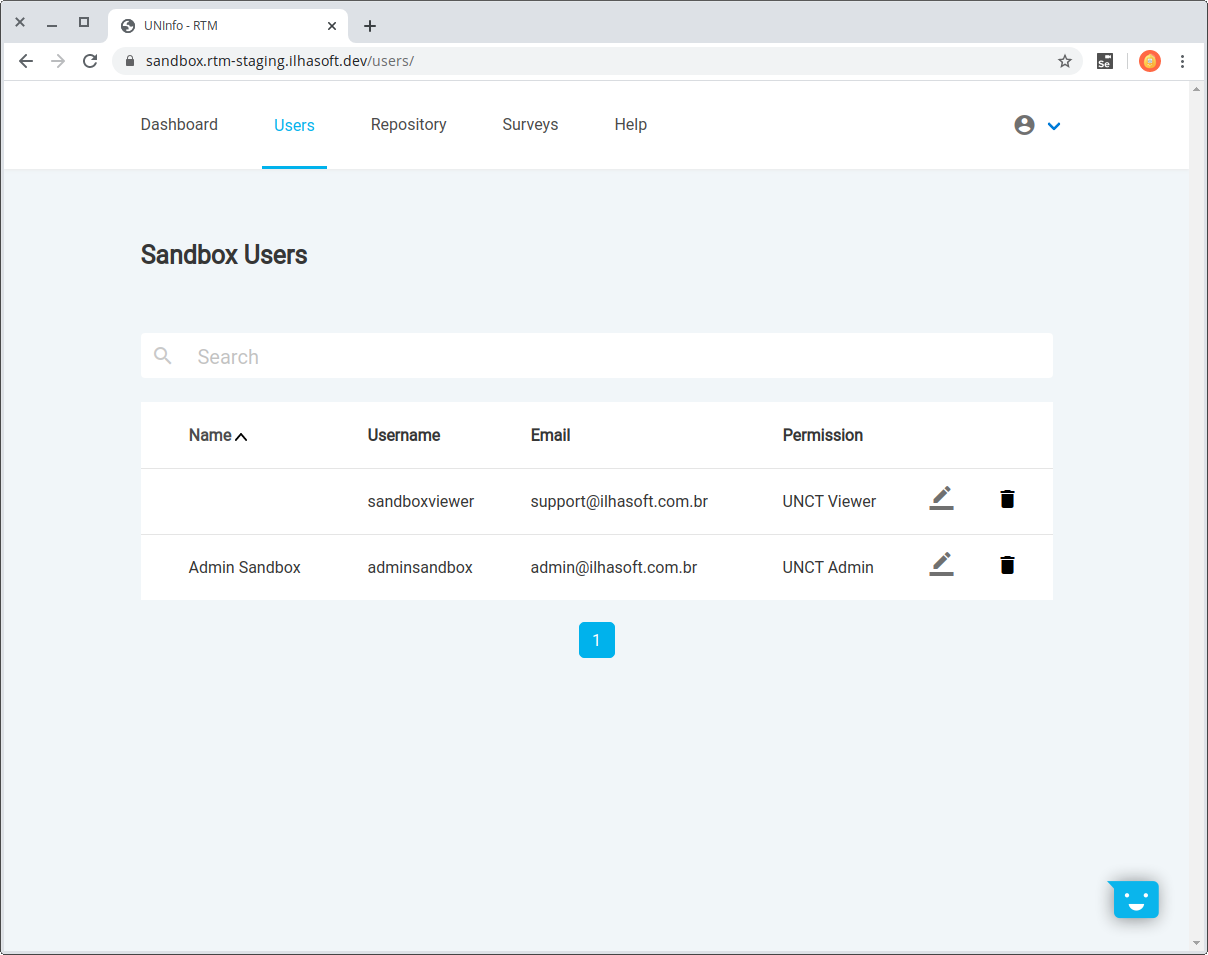 UNInfo - RTM
sandbox.rtm-staging.ilhasoft.dev/users/
Se
Dashboard Users Repository Surveys Help
Sandbox Users
Search
Name Username Email Permission
sandboxviewer support@ilhasoft.com.br UNCT Viewer
Admin Sandbox adminsandbox admin@ilhasoft.com.br UNCT Admin
1